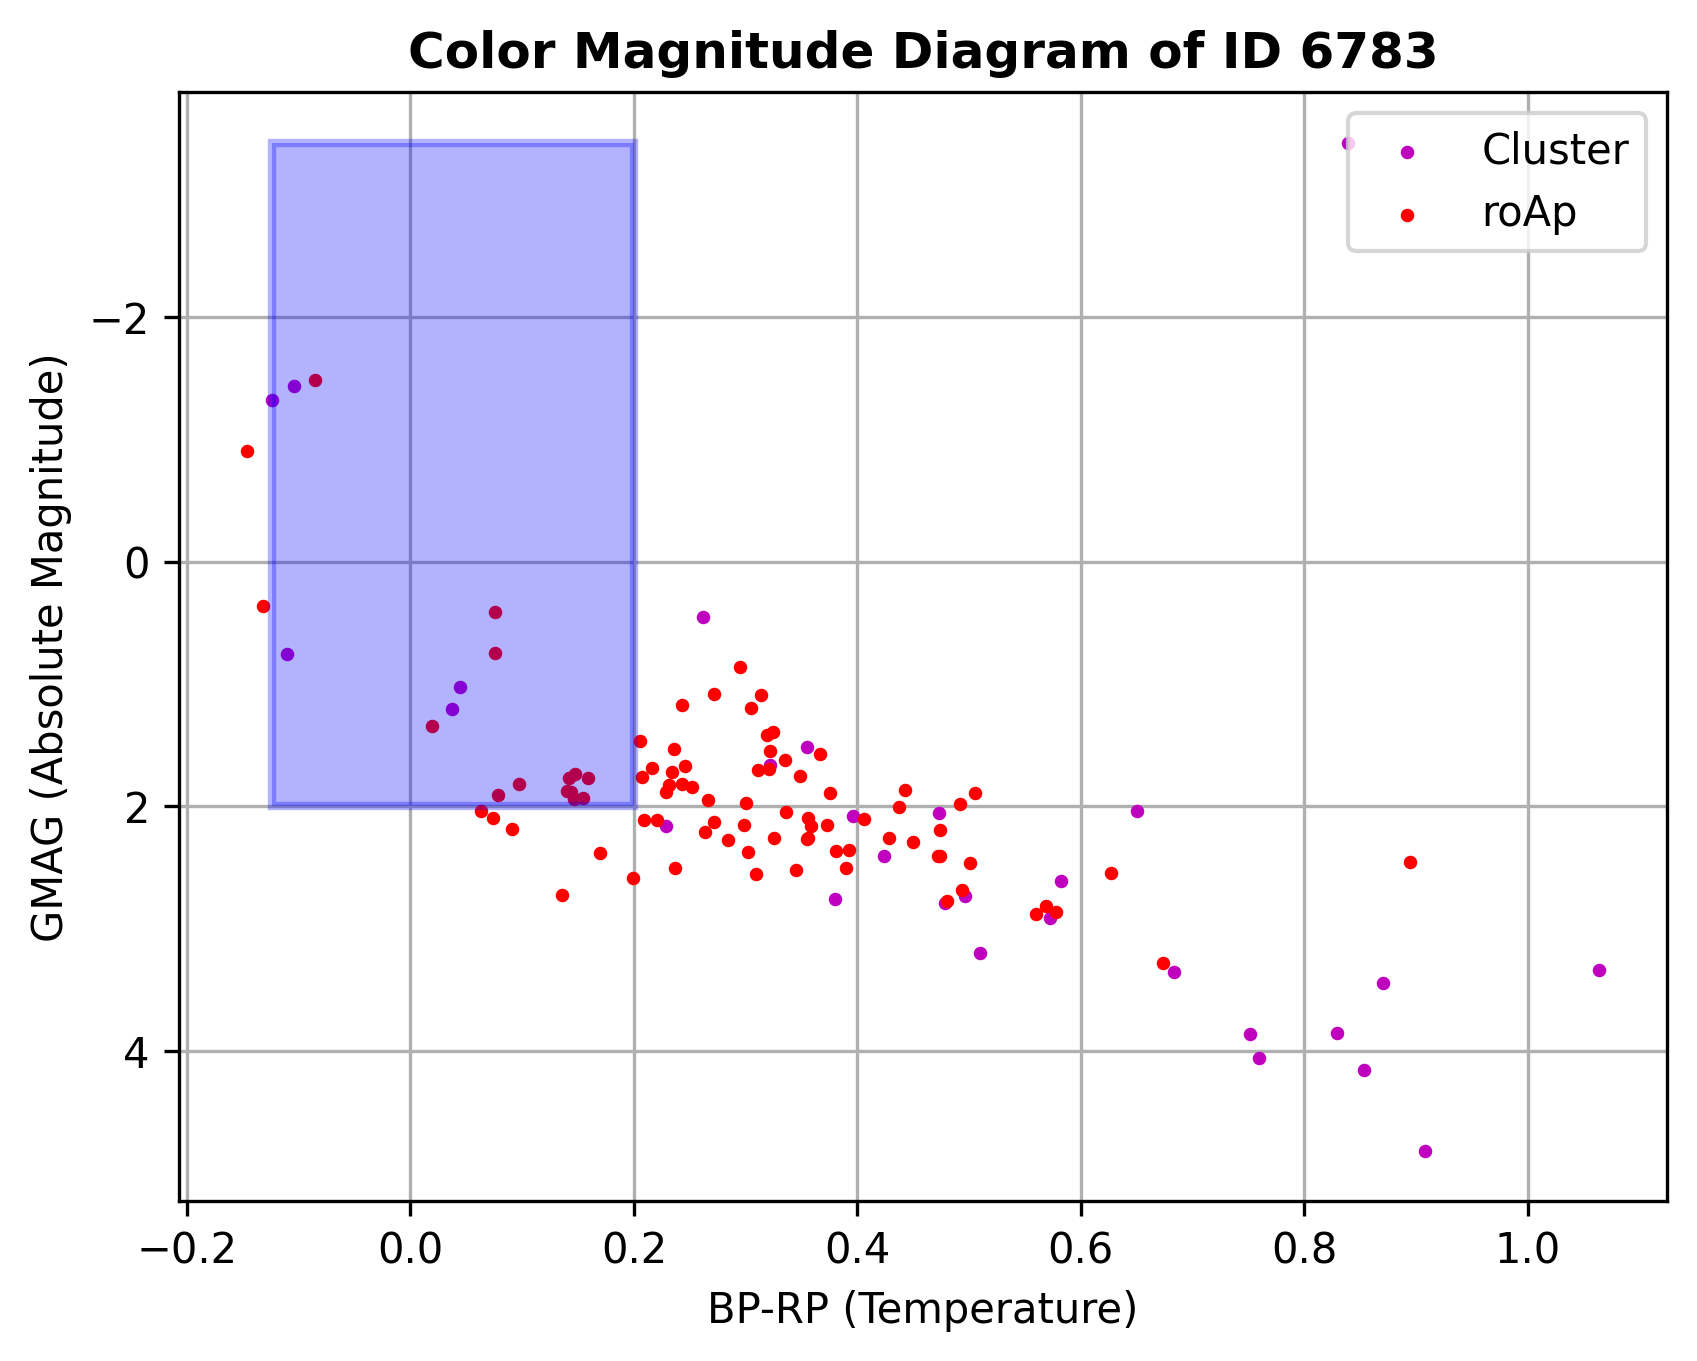 Color Magnitude Diagram of ID 6783
Cluster
roAp
GMAG (Absolute Magnitude)
−2
0
2
4
−0.2 0.0 0.2 0.4 0.6 0.8 1.0
BP-RP (Temperature)